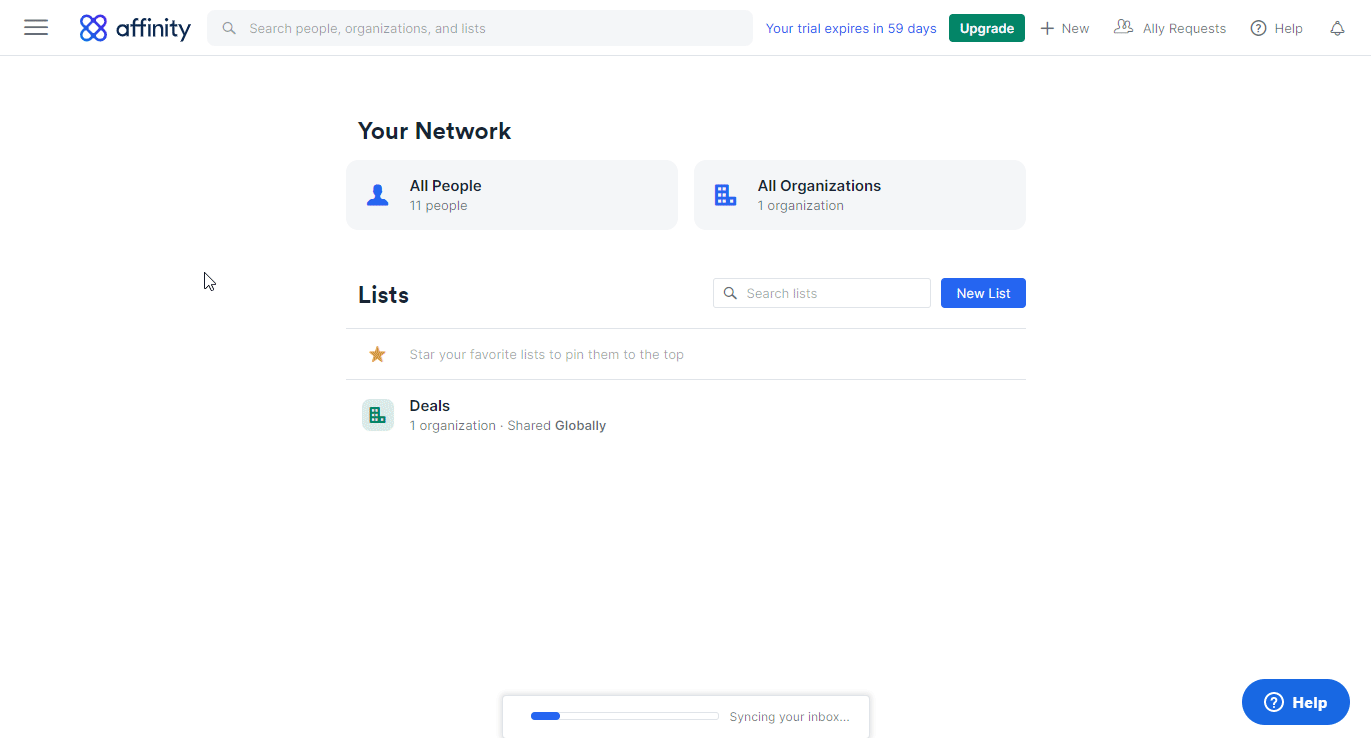 affinity
Search people, organizations, and lists
Your trial expires in 59 days
Upgrade
New
Ally Requests
Help
Your Network
All People
11 people
All Organizations
1 organization
Lists
Search lists
New List
Star your favorite lists to pin them to the top
Deals
1 organization · Shared Globally
Syncing your inbox...
Help